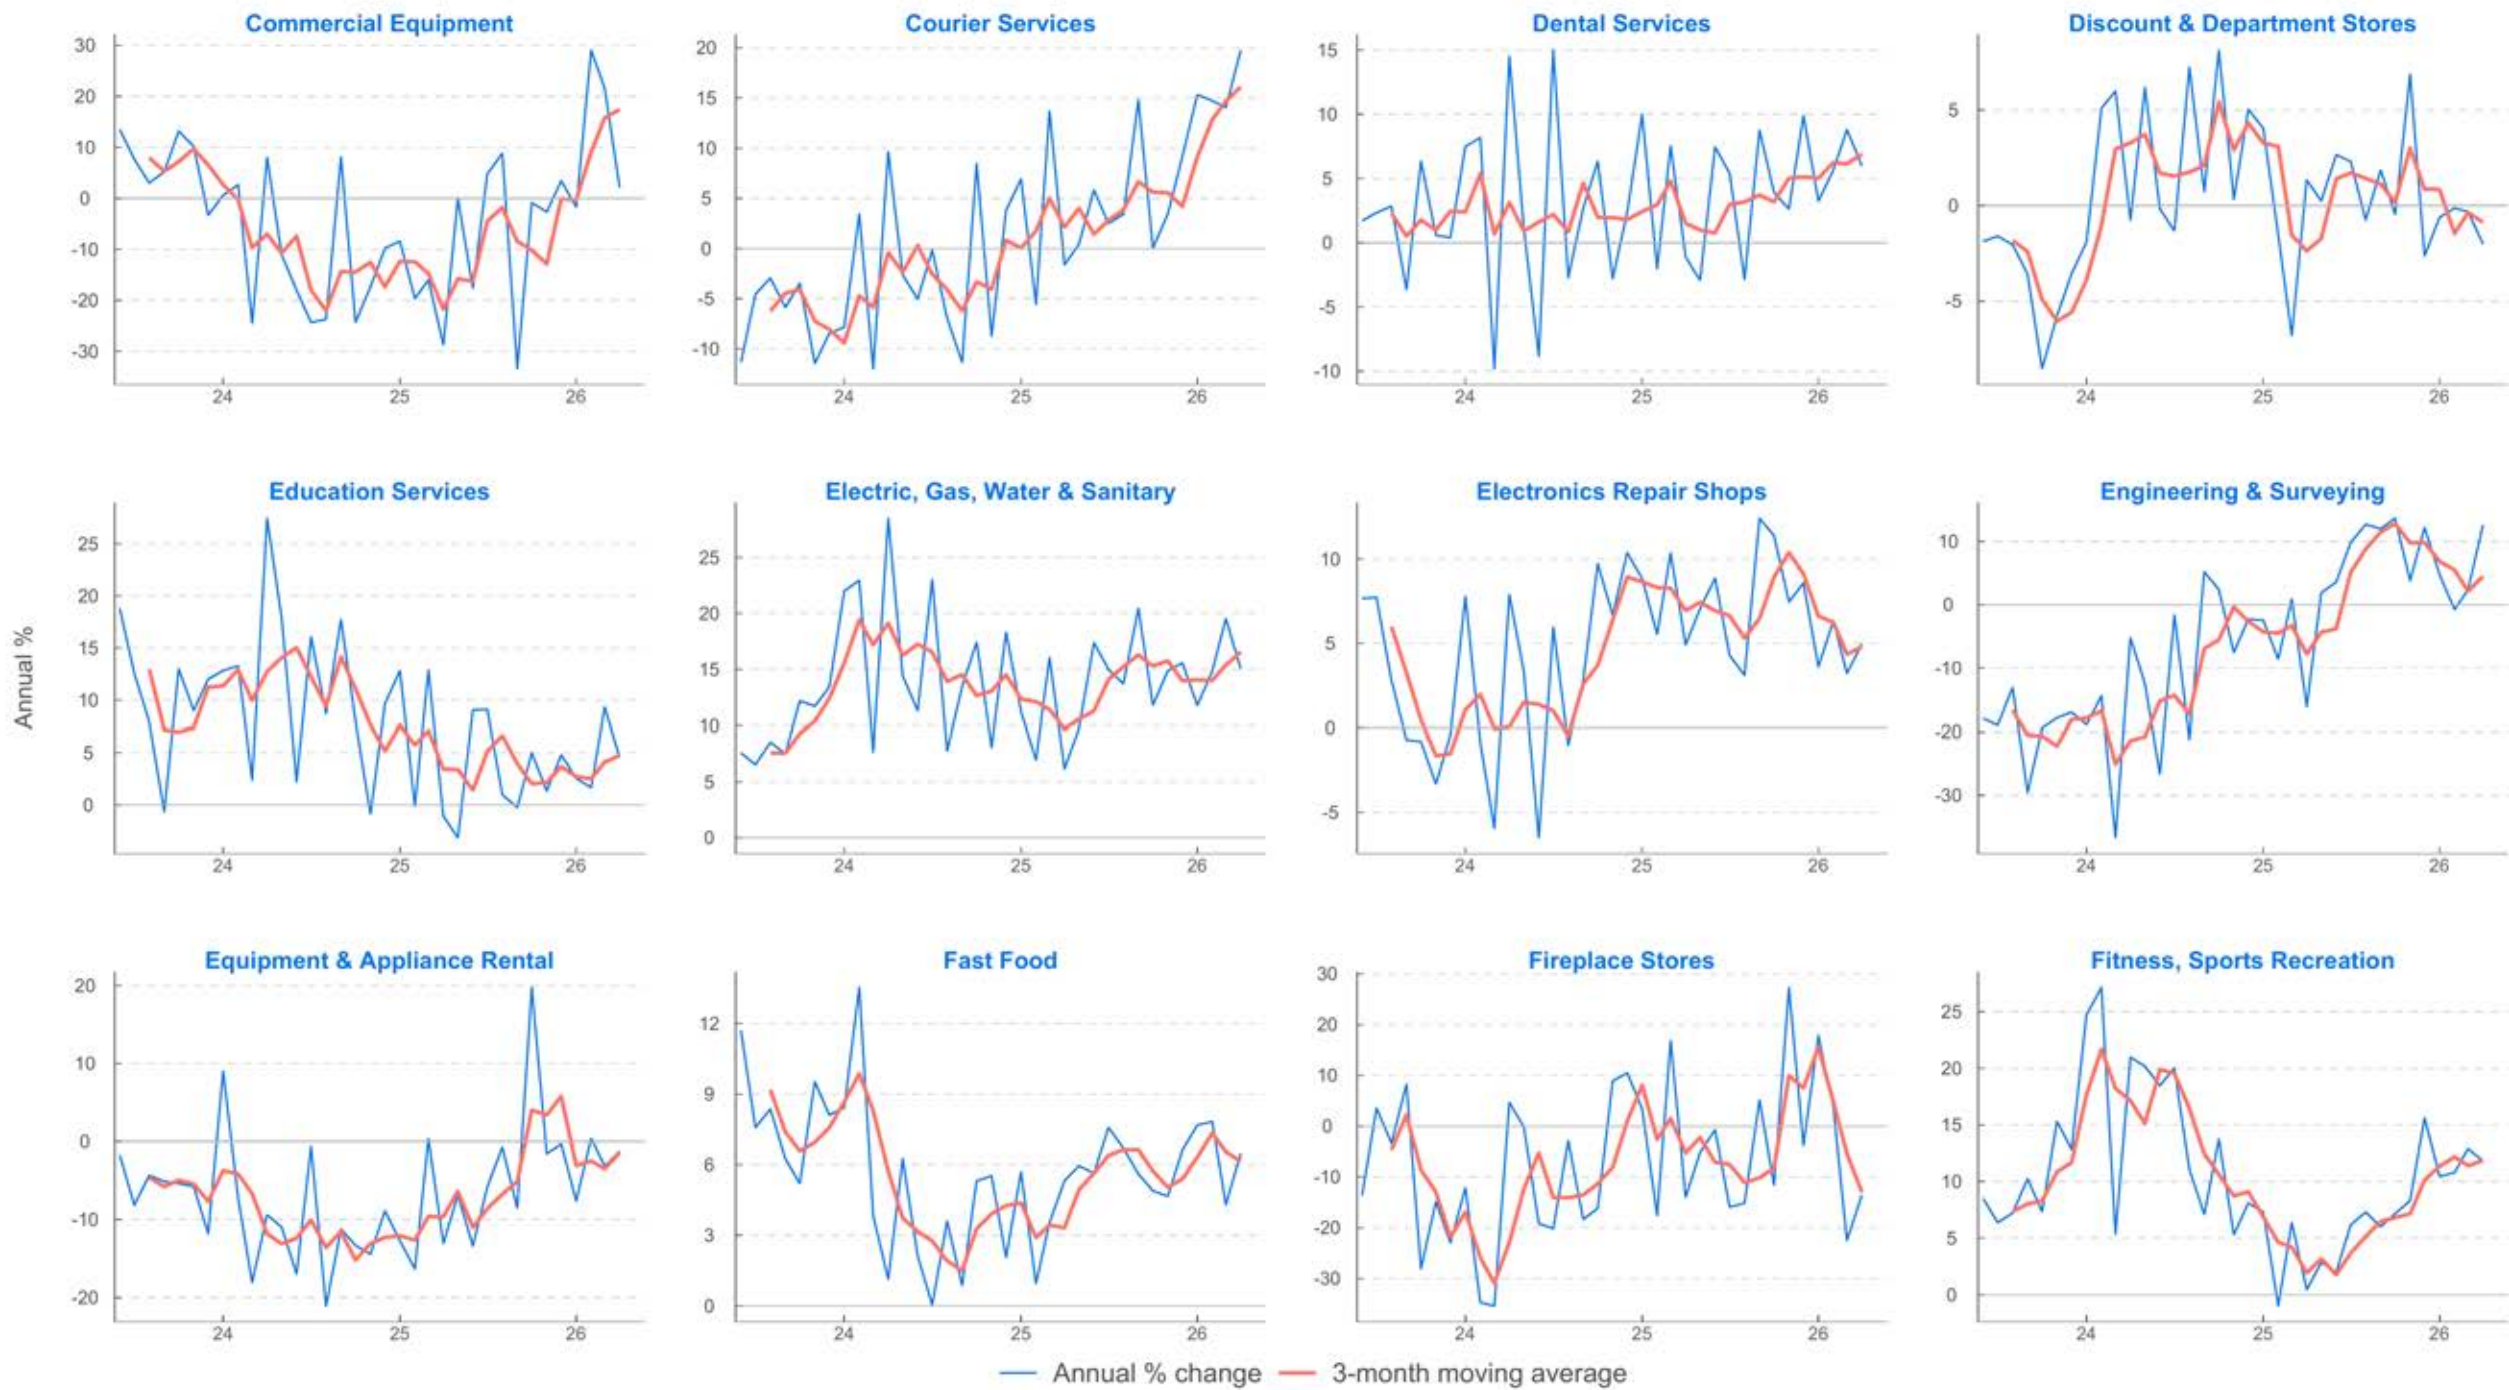 Commercial Equipment
30
20
10
0
-10
-20
-30
24 25 26
Courier Services
20
15
10
5
0
-5
-10
24 25 26
Dental Services
15
10
5
0
-5
-10
24 25 26
Discount & Department Stores
5
0
-5
24 25 26
Annual %
Education Services
25
20
15
10
5
0
24 25 26
Electric, Gas, Water & Sanitary
25
20
15
10
5
0
24 25 26
Electronics Repair Shops
10
5
0
-5
24 25 26
Engineering & Surveying
10
0
-10
-20
-30
24 25 26
Equipment & Appliance Rental
20
10
0
-10
-20
24 25 26
Fast Food
12
9
6
3
0
24 25 26
Fireplace Stores
30
20
10
0
-10
-20
-30
24 25 26
Fitness, Sports Recreation
25
20
15
10
5
0
24 25 26
Annual % change 3-month moving average